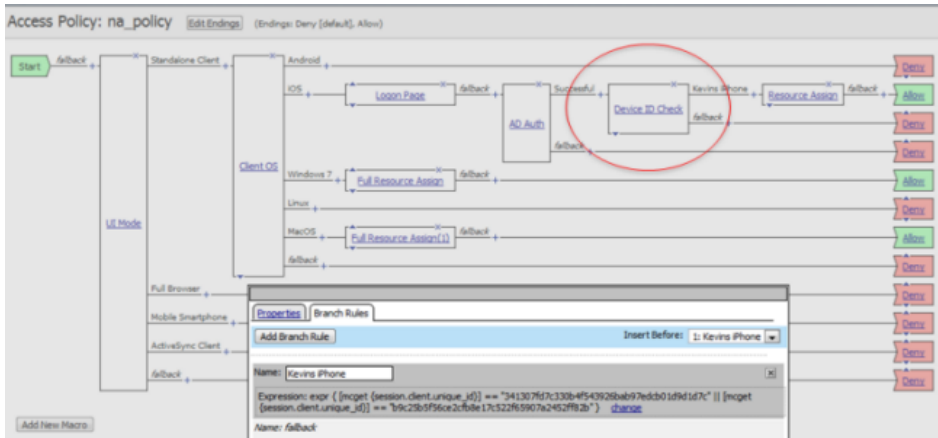 Access Policy: na_policy Edit Endings (Endings: Deny [default], Allow)
Start fallback + UI Mode
Standalone Client + Client OS
Android + Deny
iOS + Logon Page fallback + AD Auth Successful + Device ID Check Kevins iPhone + Resource Assign fallback + Allow
fallback + Deny
fallback + Deny
Windows 7 + Full Resource Assign fallback + Allow
Linux + Deny
MacOS + Full Resource Assign(1) fallback + Allow
fallback + Deny
Full Browser + Deny
Mobile Smartphone + Deny
ActiveSync Client + Deny
fallback + Deny
Add New Macro
Properties Branch Rules
Add Branch Rule Insert Before: 1: Kevins iPhone
Name: Kevins iPhone
Expression: expr { [mcget {session.client.unique_id}] == "341307fd7c330b4f543926bab97edcb01d9d1d7c" || [mcget
{session.client.unique_id}] == "b9c25b5f56ce2cfb8e17c522f65907a2452ff82b" } change
Name: fallback